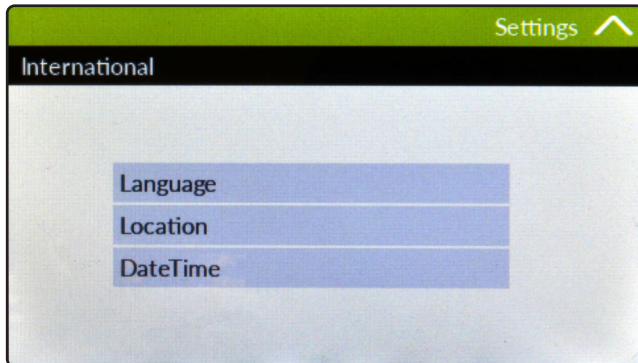 Settings
International
Language
Location
DateTime